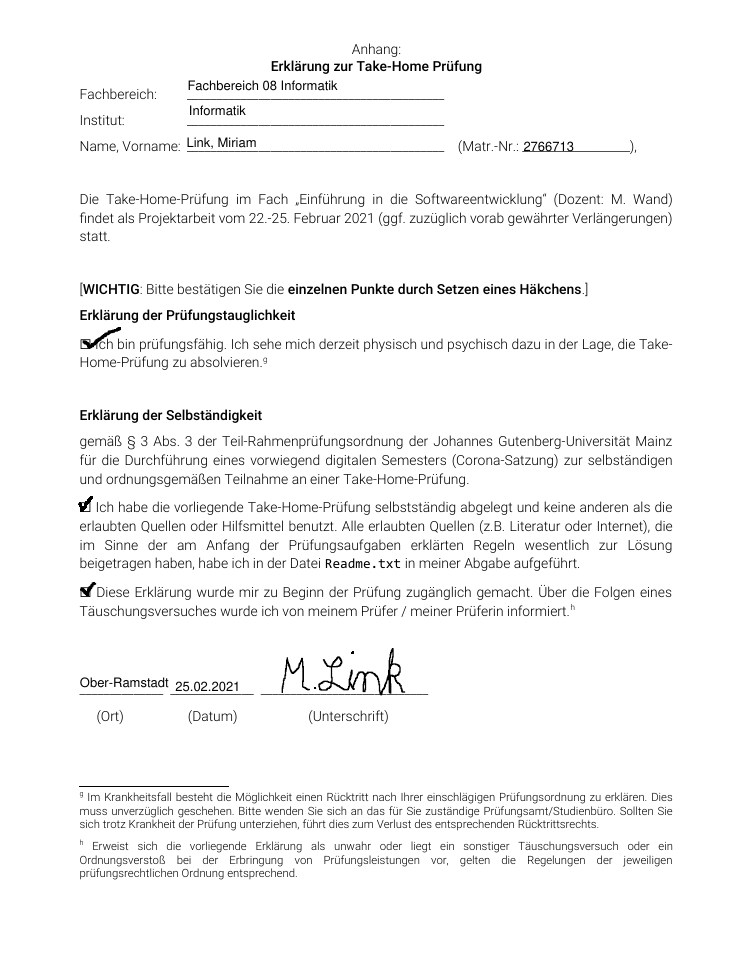 Anhang:
Erklärung zur Take-Home Prüfung
Fachbereich: Fachbereich 08 Informatik
Institut: Informatik
Name, Vorname: Link, Miriam (Matr.-Nr.: 2766713),
Die Take-Home-Prüfung im Fach „Einführung in die Softwareentwicklung“ (Dozent: M. Wand)
findet als Projektarbeit vom 22.-25. Februar 2021 (ggf. zuzüglich vorab gewährter Verlängerungen)
statt.
[WICHTIG: Bitte bestätigen Sie die einzelnen Punkte durch Setzen eines Häkchens.]
Erklärung der Prüfungstauglichkeit
Ich bin prüfungsfähig. Ich sehe mich derzeit physisch und psychisch dazu in der Lage, die Take-
Home-Prüfung zu absolvieren.g
Erklärung der Selbständigkeit
gemäß § 3 Abs. 3 der Teil-Rahmenprüfungsordnung der Johannes Gutenberg-Universität Mainz
für die Durchführung eines vorwiegend digitalen Semesters (Corona-Satzung) zur selbständigen
und ordnungsgemäßen Teilnahme an einer Take-Home-Prüfung.
Ich habe die vorliegende Take-Home-Prüfung selbstständig abgelegt und keine anderen als die
erlaubten Quellen oder Hilfsmittel benutzt. Alle erlaubten Quellen (z.B. Literatur oder Internet), die
im Sinne der am Anfang der Prüfungsaufgaben erklärten Regeln wesentlich zur Lösung
beigetragen haben, habe ich in der Datei Readme.txt in meiner Abgabe aufgeführt.
Diese Erklärung wurde mir zu Beginn der Prüfung zugänglich gemacht. Über die Folgen eines
Täuschungsversuches wurde ich von meinem Prüfer / meiner Prüferin informiert.h
Ober-Ramstadt 25.02.2021 M.Link
(Ort) (Datum) (Unterschrift)
g Im Krankheitsfall besteht die Möglichkeit einen Rücktritt nach Ihrer einschlägigen Prüfungsordnung zu erklären. Dies
muss unverzüglich geschehen. Bitte wenden Sie sich an das für Sie zuständige Prüfungsamt/Studienbüro. Sollten Sie
sich trotz Krankheit der Prüfung unterziehen, führt dies zum Verlust des entsprechenden Rücktrittsrechts.
h Erweist sich die vorliegende Erklärung als unwahr oder liegt ein sonstiger Täuschungsversuch oder ein
Ordnungsverstoß bei der Erbringung von Prüfungsleistungen vor, gelten die Regelungen der jeweiligen
prüfungsrechtlichen Ordnung entsprechend.